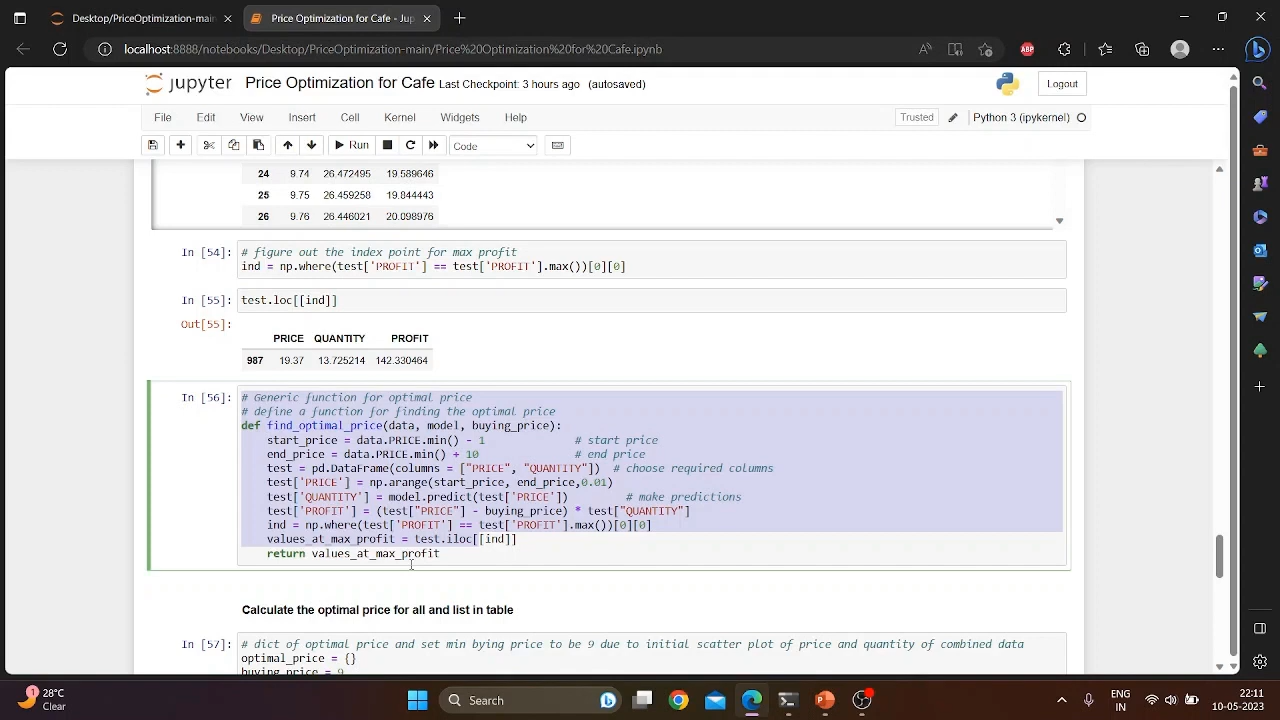 Desktop/PriceOptimization-main/
Price Optimization for Cafe - Jup
localhost:8888/notebooks/Desktop/PriceOptimization-main/Price%20Optimization%20for%20Cafe.ipynb
ABP
jupyter Price Optimization for Cafe Last Checkpoint: 3 hours ago (autosaved)
Logout
File Edit View Insert Cell Kernel Widgets Help
Trusted
Python 3 (ipykernel)
Run
Code
24 9.74 26.472495 19.589646
25 9.75 26.459258 19.844443
26 9.76 26.446021 20.098976
In [54]: # figure out the index point for max profit
ind = np.where(test['PROFIT'] == test['PROFIT'].max())[0][0]
In [55]: test.loc[[ind]]
Out[55]:
PRICE QUANTITY PROFIT
987 19.37 13.725214 142.330464
In [56]: # Generic function for optimal price
# define a function for finding the optimal price
def find_optimal_price(data, model, buying_price):
start_price = data.PRICE.min() - 1 # start price
end_price = data.PRICE.min() + 10 # end price
test = pd.DataFrame(columns = ["PRICE", "QUANTITY"]) # choose required columns
test['PRICE'] = np.arange(start_price, end_price,0.01)
test['QUANTITY'] = model.predict(test['PRICE']) # make predictions
test['PROFIT'] = (test["PRICE"] - buying_price) * test["QUANTITY"]
ind = np.where(test['PROFIT'] == test['PROFIT'].max())[0][0]
values_at_max_profit = test.iloc[[ind]]
return values_at_max_profit
Calculate the optimal price for all and list in table
In [57]: # dict of optimal price and set min bying price to be 9 due to initial scatter plot of price and quantity of combined data
optimal_price = {}
buying_price = 9
28°C
Clear
Search
ENG
IN
22:11
10-05-2023